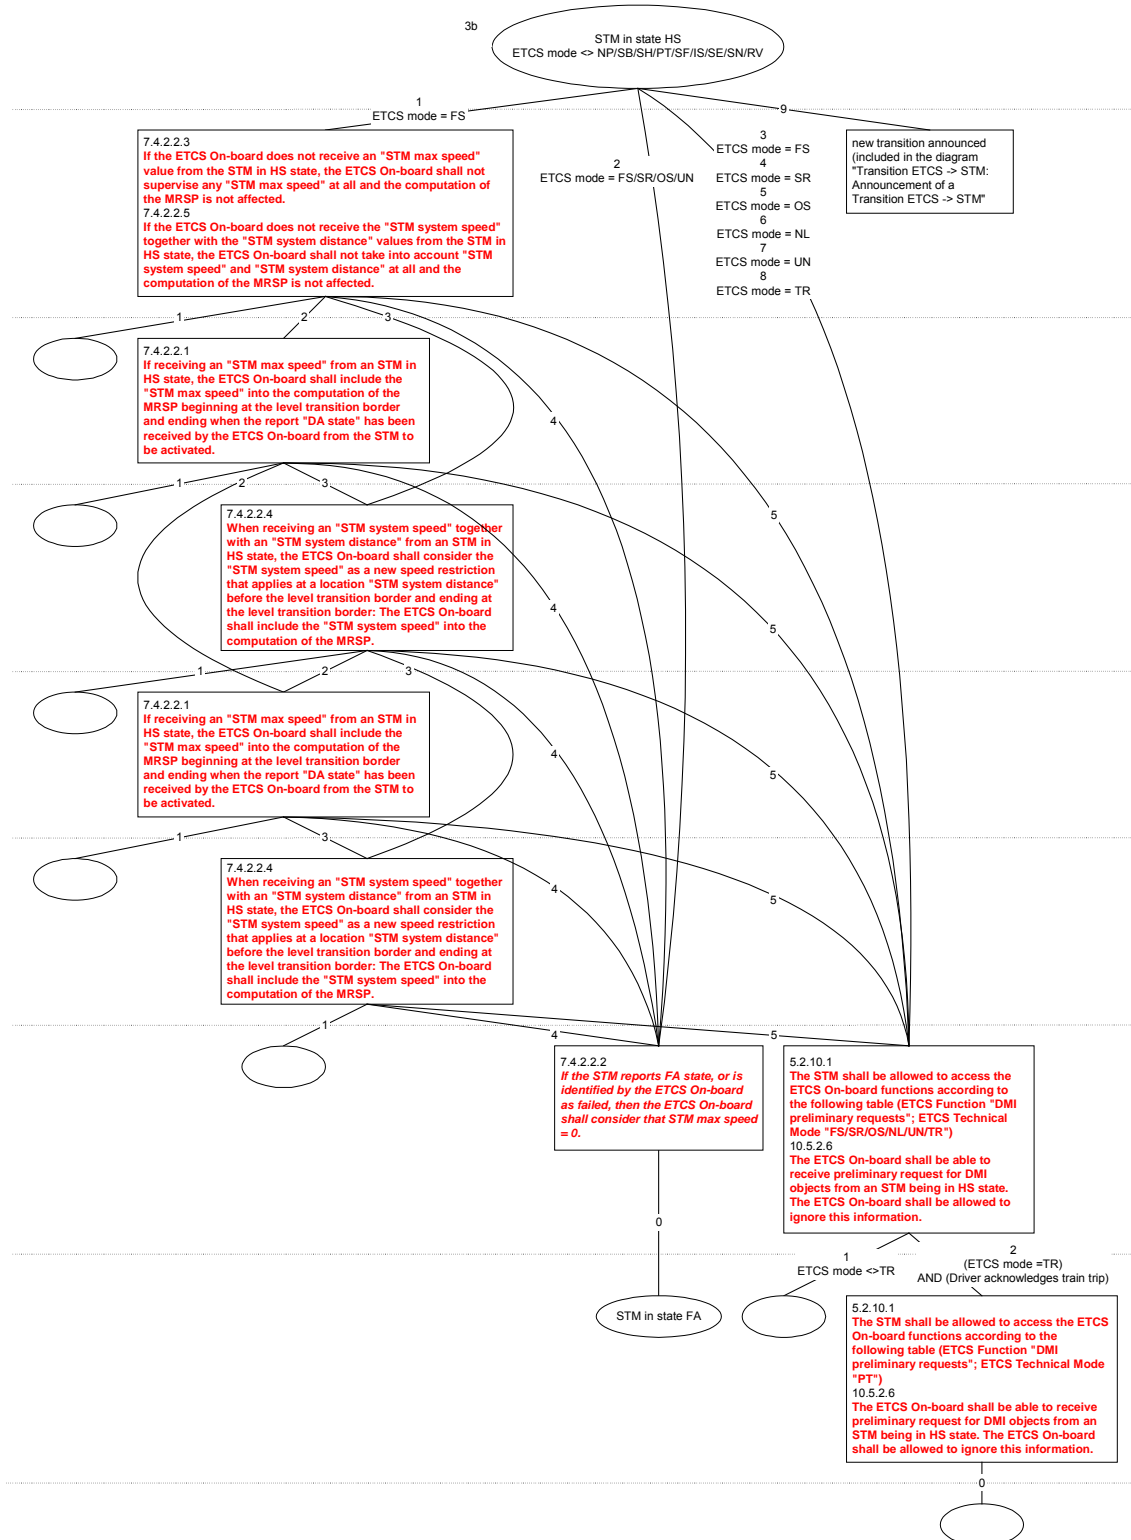 3b
STM in state HS
ETCS mode <> NP/SB/SH/PT/SF/IS/SE/SN/RV
1
ETCS mode = FS
2
ETCS mode = FS/SR/OS/UN
3
ETCS mode = FS
4
ETCS mode = SR
5
ETCS mode = OS
6
ETCS mode = NL
7
ETCS mode = UN
8
ETCS mode = TR
9
new transition announced
(included in the diagram
"Transition ETCS -> STM:
Announcement of a
Transition ETCS -> STM"
7.4.2.2.3
If the ETCS On-board does not receive an "STM max speed"
value from the STM in HS state, the ETCS On-board shall not
supervise any "STM max speed" at all and the computation of
the MRSP is not affected.
7.4.2.2.5
If the ETCS On-board does not receive the "STM system speed"
together with the "STM system distance" values from the STM in
HS state, the ETCS On-board shall not take into account "STM
system speed" and "STM system distance" at all and the
computation of the MRSP is not affected.
1
2
3
4
5
7.4.2.2.1
If receiving an "STM max speed" from an STM in
HS state, the ETCS On-board shall include the
"STM max speed" into the computation of the
MRSP beginning at the level transition border
and ending when the report "DA state" has been
received by the ETCS On-board from the STM to
be activated.
1
2
3
4
5
7.4.2.2.4
When receiving an "STM system speed" together
with an "STM system distance" from an STM in
HS state, the ETCS On-board shall consider the
"STM system speed" as a new speed restriction
that applies at a location "STM system distance"
before the level transition border and ending at
the level transition border: The ETCS On-board
shall include the "STM system speed" into the
computation of the MRSP.
1
2
3
4
5
7.4.2.2.1
If receiving an "STM max speed" from an STM in
HS state, the ETCS On-board shall include the
"STM max speed" into the computation of the
MRSP beginning at the level transition border
and ending when the report "DA state" has been
received by the ETCS On-board from the STM to
be activated.
1
3
4
5
7.4.2.2.4
When receiving an "STM system speed" together
with an "STM system distance" from an STM in
HS state, the ETCS On-board shall consider the
"STM system speed" as a new speed restriction
that applies at a location "STM system distance"
before the level transition border and ending at
the level transition border: The ETCS On-board
shall include the "STM system speed" into the
computation of the MRSP.
1
4
5
7.4.2.2.2
If the STM reports FA state, or is
identified by the ETCS On-board
as failed, then the ETCS On-board
shall consider that STM max speed
= 0.
0
STM in state FA
5.2.10.1
The STM shall be allowed to access the
ETCS On-board functions according to
the following table (ETCS Function "DMI
preliminary requests"; ETCS Technical
Mode "FS/SR/OS/NL/UN/TR")
10.5.2.6
The ETCS On-board shall be able to
receive preliminary request for DMI
objects from an STM being in HS state.
The ETCS On-board shall be allowed to
ignore this information.
1
ETCS mode <>TR
2
(ETCS mode =TR)
AND (Driver acknowledges train trip)
5.2.10.1
The STM shall be allowed to access the ETCS
On-board functions according to the
following table (ETCS Function "DMI
preliminary requests"; ETCS Technical Mode
"PT")
10.5.2.6
The ETCS On-board shall be able to receive
preliminary request for DMI objects from an
STM being in HS state. The ETCS On-board
shall be allowed to ignore this information.
0